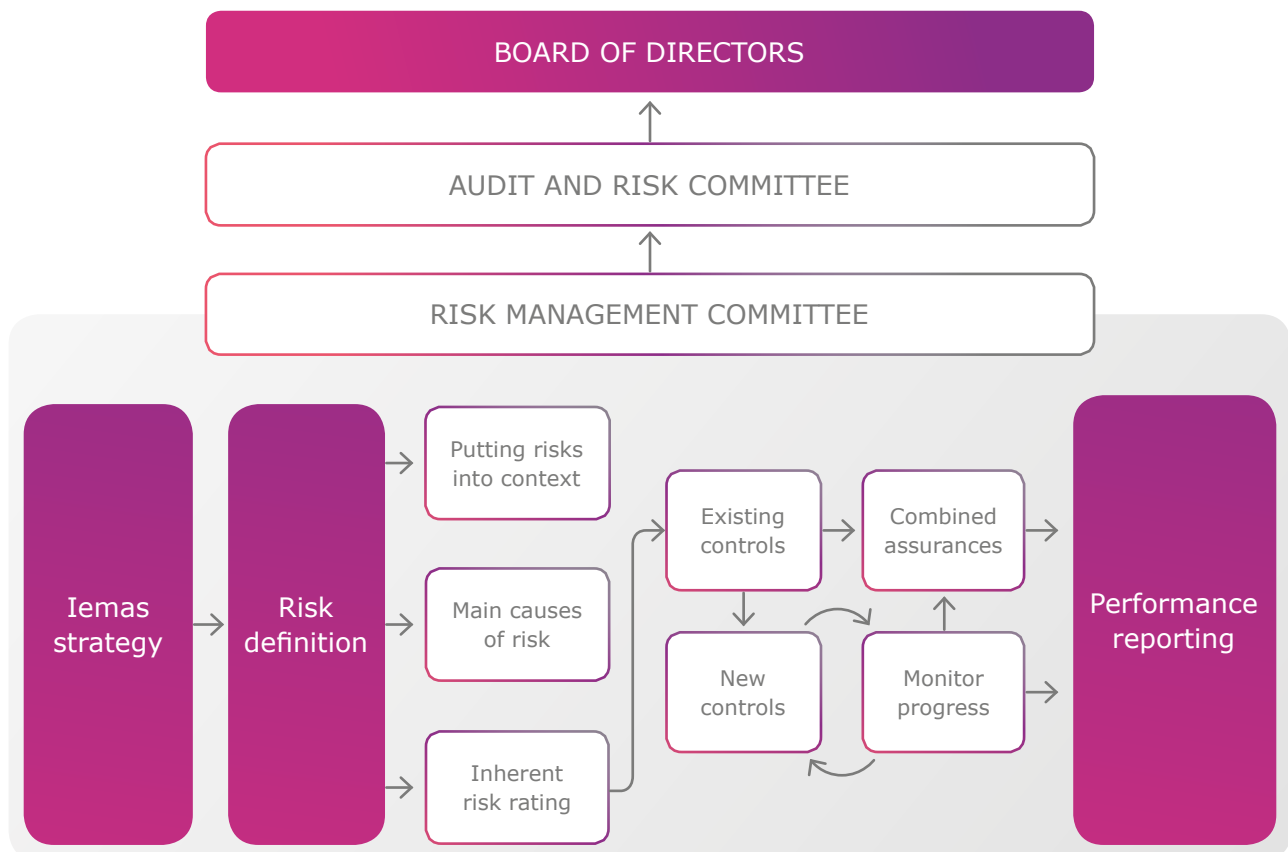 BOARD OF DIRECTORS
AUDIT AND RISK COMMITTEE
RISK MANAGEMENT COMMITTEE
Iemas
strategy
Risk
definition
Putting risks
into context
Main causes
of risk
Inherent
risk rating
Existing
controls
New
controls
Combined
assurances
Monitor
progress
Performance
reporting